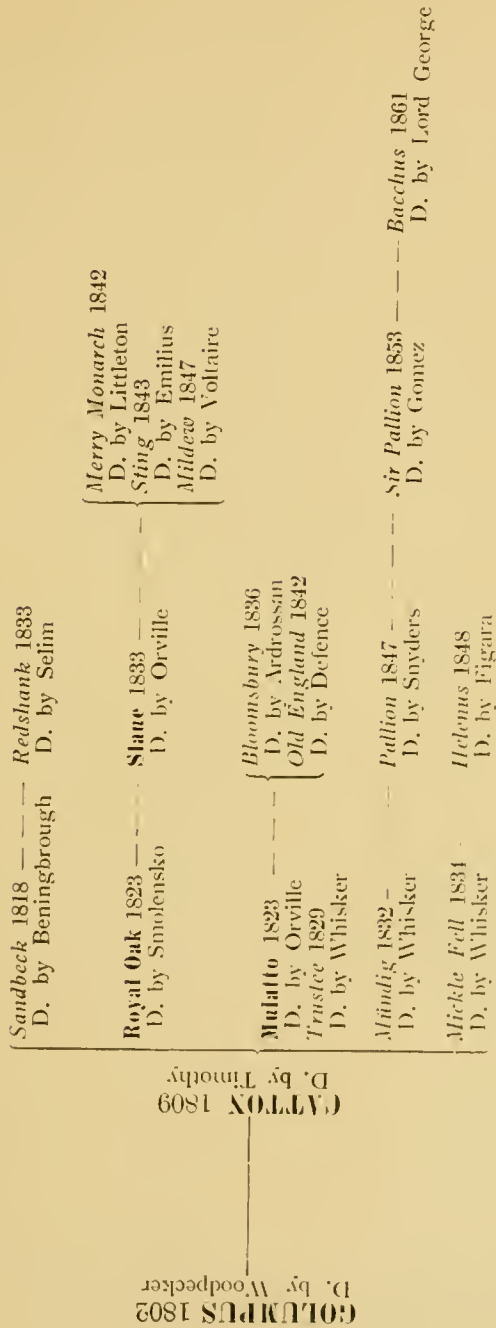 GOLUMPUS 1802
D. by Woodpecker
CATTON 1809
D. by Timothy
Sandbeck 1818 — — — Redshank 1833
D. by Beningbrough D. by Selim
Royal Oak 1823 — — - - Slane 1833 — - —
D. by Smolensko D. by Orville
Merry Monarch 1842
D. by Littleton
Sting 1843
D. by Emilius
Mildew 1847
D. by Voltaire
Mulatto 1823 — — —
D. by Orville
Trustee 1829
D. by Whisker
Bloomsbury 1836
D. by Ardrossan
Old England 1842
D. by Defence
Mündig 1832 - — Pallion 1847 - - — - — Sir Pallion 1853 — — — Bacchus 1861
D. by Whisker D. by Snyders D. by Gomez D. by Lord George
Mickle Fell 1834 Helenus 1848
D. by Whisker D. by Figara